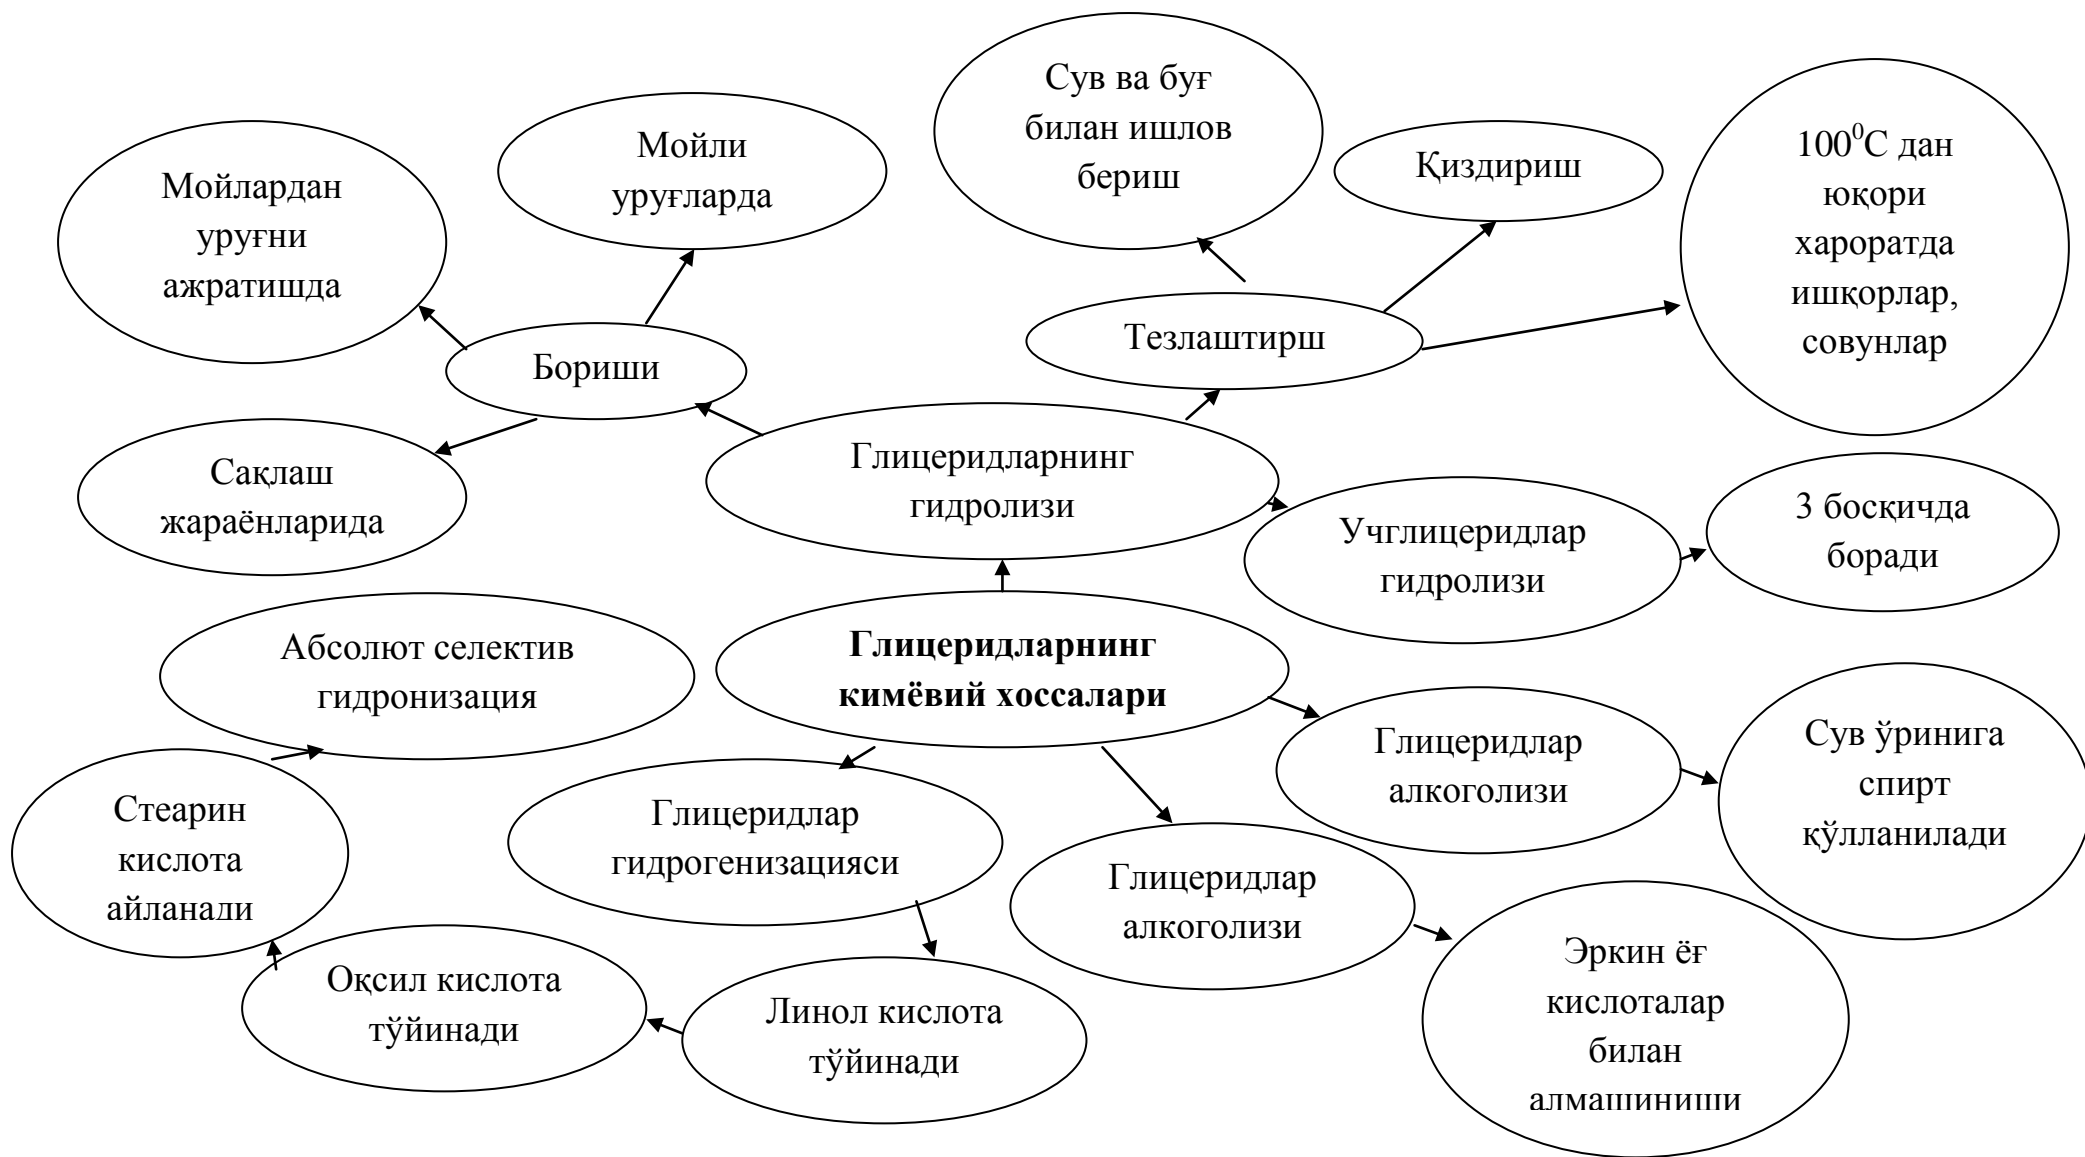 Сув ва буғ
билан ишлов
бериш
Мойли
уруғларда
Қиздириш
100⁰С дан
юқори
хароратда
ишқорлар,
совунлар
Мойлардан
уруғни
ажратишда
Тезлаштирш
Бориши
Глицеридларнинг
гидролизи
Сақлаш
жараёнларида
3 босқичда
боради
Учглицеридлар
гидролизи
Абсолют селектив
гидронизация
Глицеридларнинг
кимёвий хоссалари
Глицеридлар
алкоголизи
Сув ўринига
спирт
қўлланилади
Стеарин
кислота
айланади
Глицеридлар
гидрогенизацияси
Глицеридлар
алкоголизи
Эркин ёғ
кислоталар
билан
алмашиниши
Оқсил кислота
тўйинади
Линол кислота
тўйинади